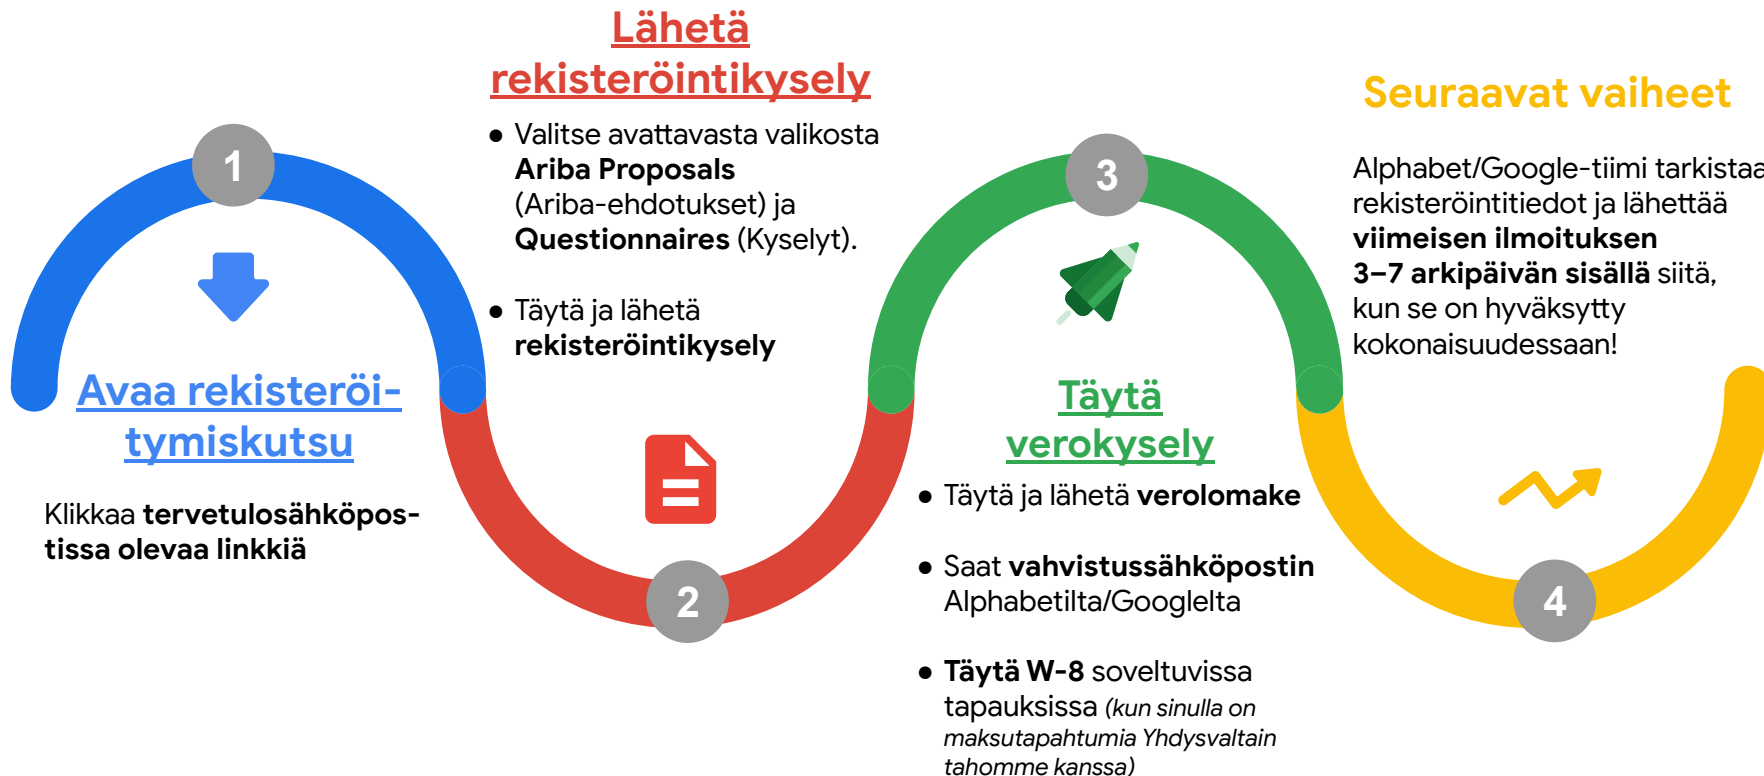 1
Avaa rekisteröi-
tymiskutsu
Klikkaa tervetulosähköpos-
tissa olevaa linkkiä
Lähetä
rekisteröintikysely
● Valitse avattavasta valikosta
Ariba Proposals
(Ariba-ehdotukset) ja
Questionnaires (Kyselyt).
● Täytä ja lähetä
rekisteröintikysely
2
3
Täytä
verokysely
● Täytä ja lähetä verolomake
● Saat vahvistussähköpostin
Alphabetilta/Googlelta
● Täytä W-8 soveltuvissa
tapauksissa (kun sinulla on
maksutapahtumia Yhdysvaltain
tahomme kanssa)
Seuraavat vaiheet
Alphabet/Google-tiimi tarkistaa
rekisteröintitiedot ja lähettää
viimeisen ilmoituksen
3–7 arkipäivän sisällä siitä,
kun se on hyväksytty
kokonaisuudessaan!
4